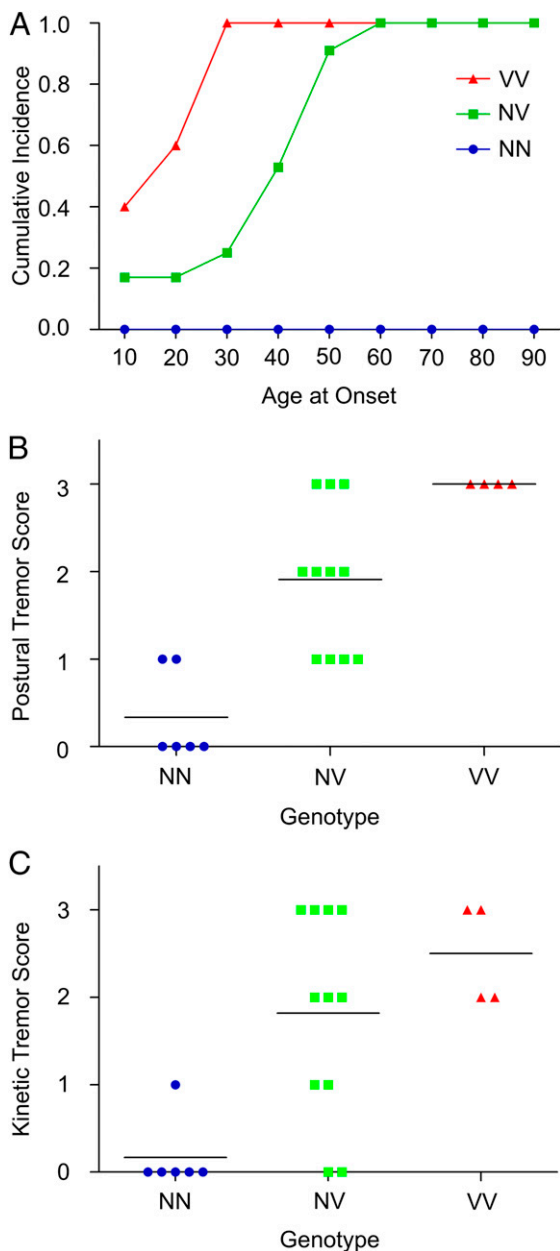 A
1.0
0.8
0.6
0.4
0.2
0.0
Cumulative Incidence
VV
NV
NN
10 20 30 40 50 60 70 80 90
Age at Onset
B
3
2
1
0
Postural Tremor Score
NN NV VV
Genotype
C
3
2
1
0
Kinetic Tremor Score
NN NV VV
Genotype